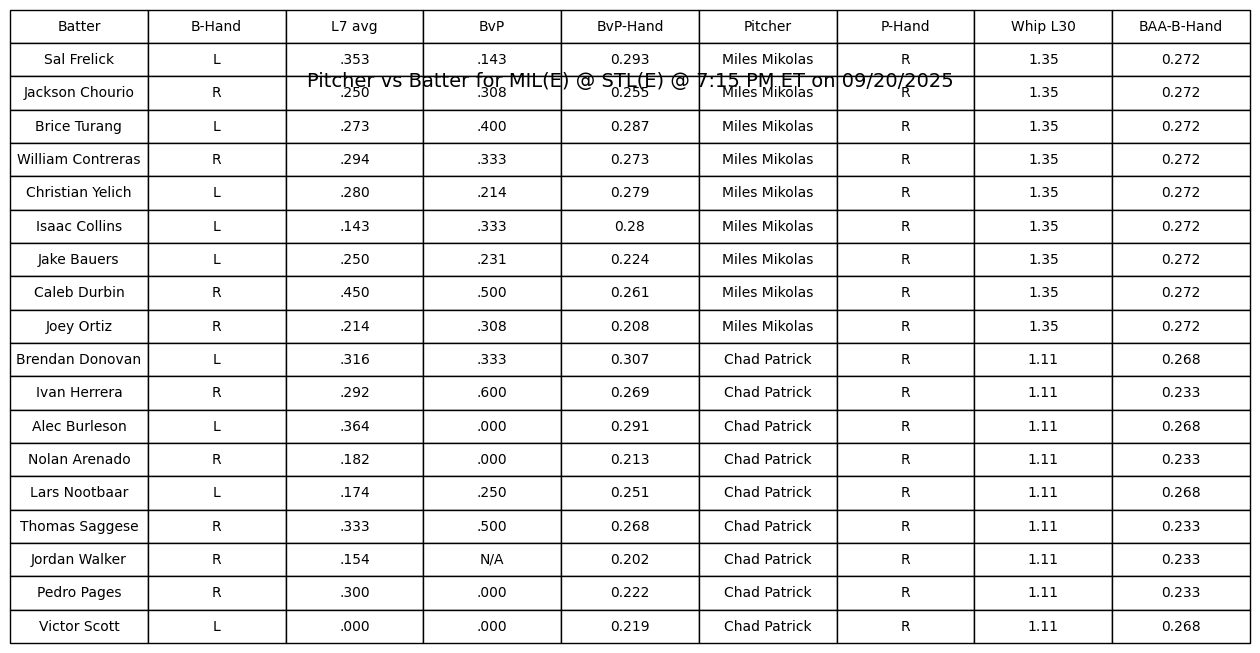 Batter B-Hand L7 avg BvP BvP-Hand Pitcher P-Hand Whip L30 BAA-B-Hand
Sal Frelick L .353 .143 0.293 Miles Mikolas R 1.35 0.272
Pitcher vs Batter for MIL(E) @ STL(E) @ 7:15 PM ET on 09/20/2025
Jackson Chourio R .250 .308 0.255 Miles Mikolas R 1.35 0.272
Brice Turang L .273 .400 0.287 Miles Mikolas R 1.35 0.272
William Contreras R .294 .333 0.273 Miles Mikolas R 1.35 0.272
Christian Yelich L .280 .214 0.279 Miles Mikolas R 1.35 0.272
Isaac Collins L .143 .333 0.28 Miles Mikolas R 1.35 0.272
Jake Bauers L .250 .231 0.224 Miles Mikolas R 1.35 0.272
Caleb Durbin R .450 .500 0.261 Miles Mikolas R 1.35 0.272
Joey Ortiz R .214 .308 0.208 Miles Mikolas R 1.35 0.272
Brendan Donovan L .316 .333 0.307 Chad Patrick R 1.11 0.268
Ivan Herrera R .292 .600 0.269 Chad Patrick R 1.11 0.233
Alec Burleson L .364 .000 0.291 Chad Patrick R 1.11 0.268
Nolan Arenado R .182 .000 0.213 Chad Patrick R 1.11 0.233
Lars Nootbaar L .174 .250 0.251 Chad Patrick R 1.11 0.268
Thomas Saggese R .333 .500 0.268 Chad Patrick R 1.11 0.233
Jordan Walker R .154 N/A 0.202 Chad Patrick R 1.11 0.233
Pedro Pages R .300 .000 0.222 Chad Patrick R 1.11 0.233
Victor Scott L .000 .000 0.219 Chad Patrick R 1.11 0.268